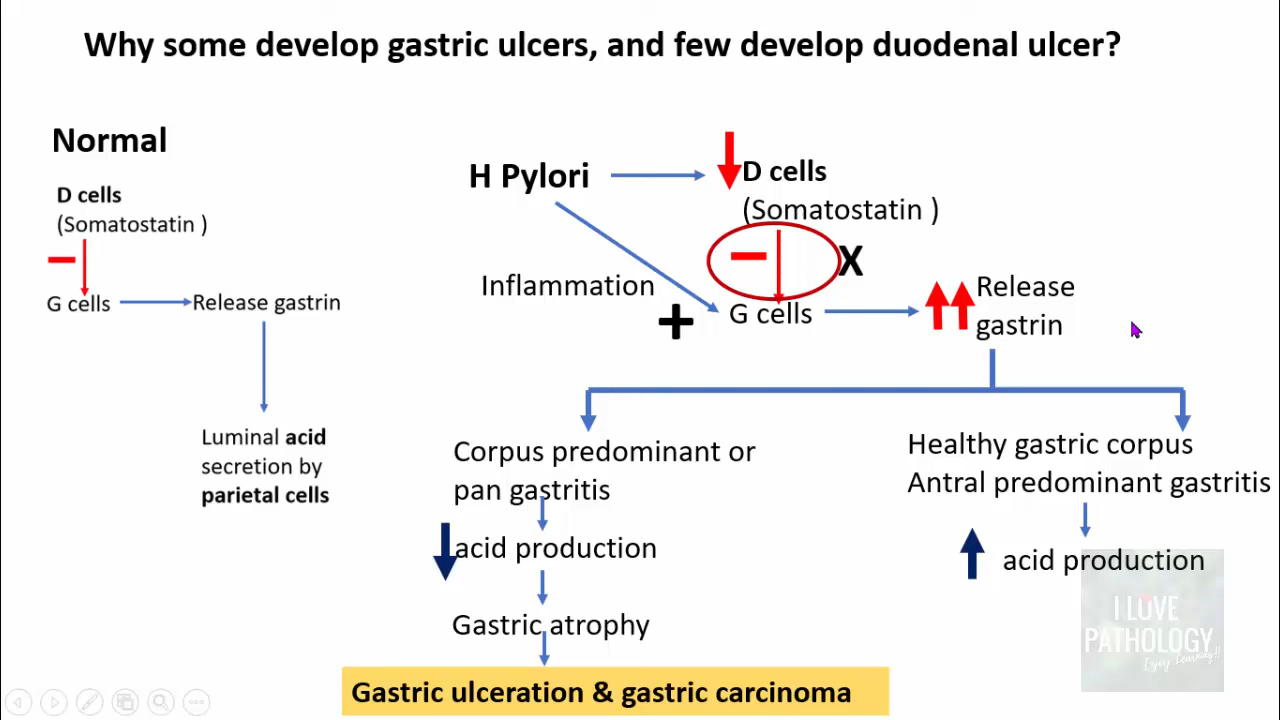 Why some develop gastric ulcers, and few develop duodenal ulcer?
Normal
D cells
(Somatostatin )
G cells
Release gastrin
Luminal acid
secretion by
parietal cells
H Pylori
D cells
(Somatostatin )
X
Inflammation
+
G cells
Release
gastrin
Corpus predominant or
pan gastritis
acid production
Gastric atrophy
Gastric ulceration & gastric carcinoma
Healthy gastric corpus
Antral predominant gastritis
acid production
I LOVE
PATHOLOGY
Enjoy Learning!!